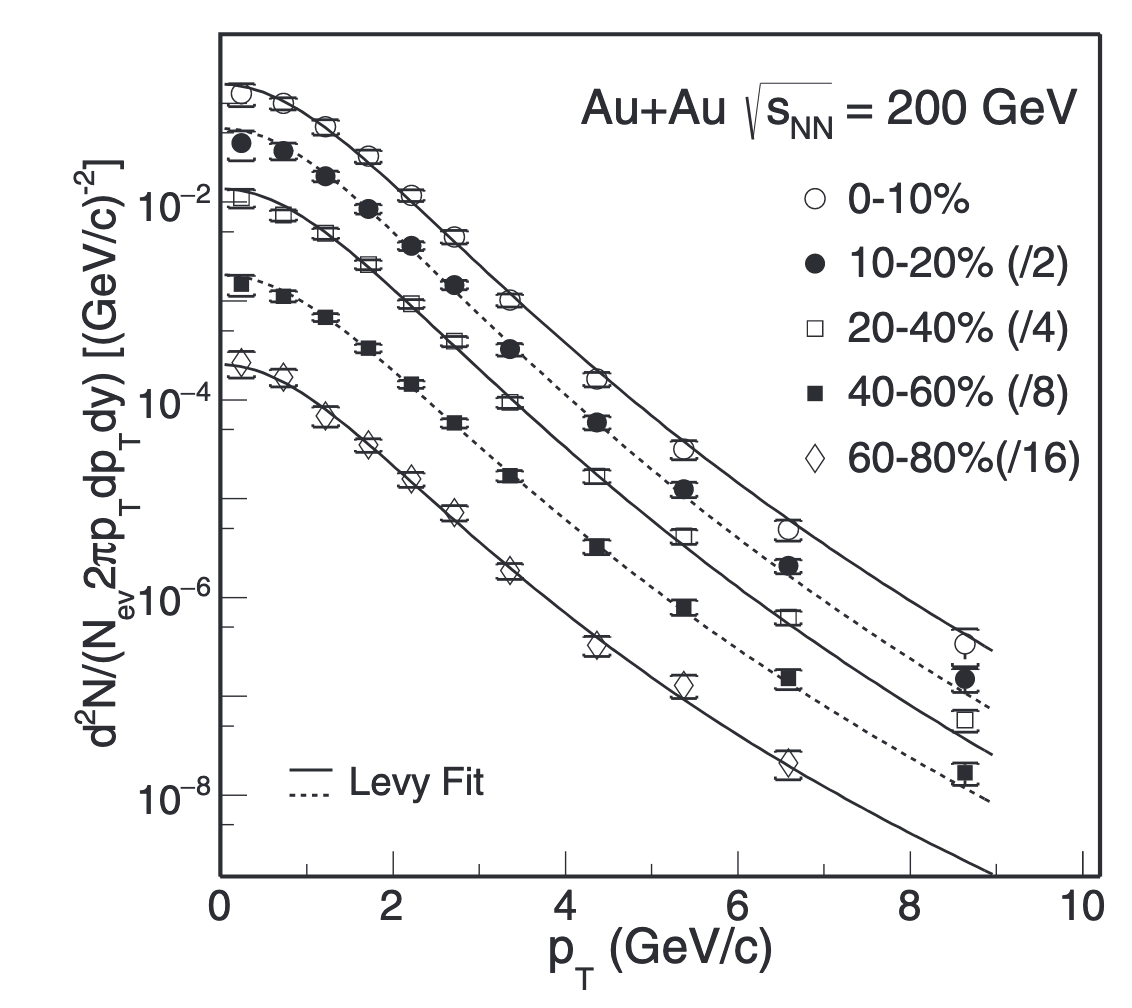 Au+Au √sNN = 200 GeV
0-10%
10-20% (/2)
20-40% (/4)
40-60% (/8)
60-80%(/16)
Levy Fit
d²N/(Nev2πpTdpTdy) [(GeV/c)⁻²]
10⁻²
10⁻⁴
10⁻⁶
10⁻⁸
0 2 4 6 8 10
pT (GeV/c)